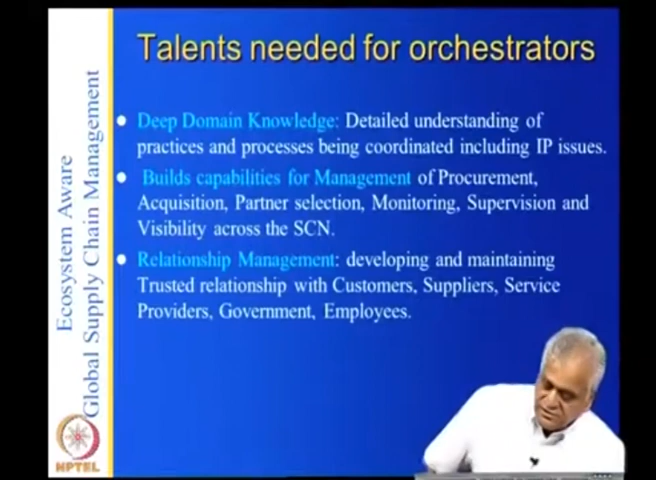 Talents needed for orchestrators
Deep Domain Knowledge: Detailed understanding of
practices and processes being coordinated including IP issues.
Builds capabilities for Management of Procurement,
Acquisition, Partner selection, Monitoring, Supervision and
Visibility across the SCN.
Relationship Management: developing and maintaining
Trusted relationship with Customers, Suppliers, Service
Providers, Government, Employees.
Ecosystem Aware
Global Supply Chain Management
NPTEL